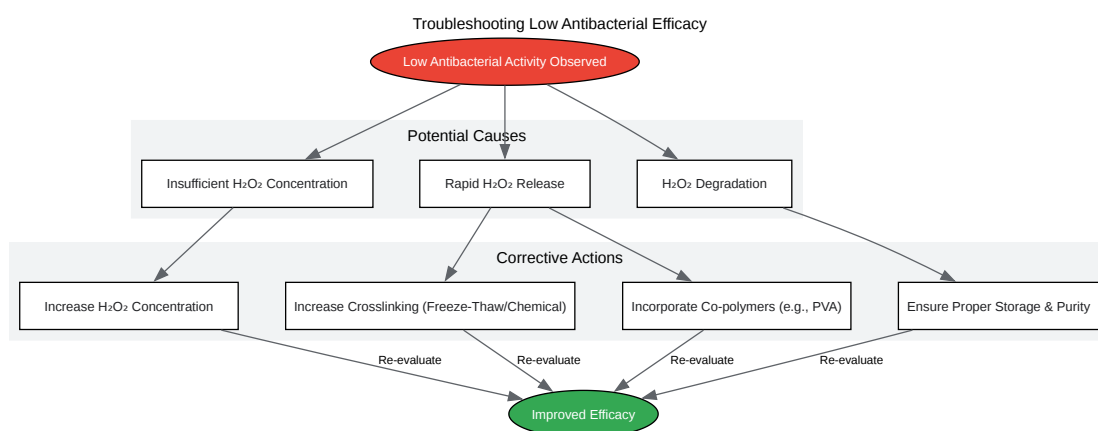 Troubleshooting Low Antibacterial Efficacy
Low Antibacterial Activity Observed
Potential Causes
Insufficient H₂O₂ Concentration
Rapid H₂O₂ Release
H₂O₂ Degradation
Corrective Actions
Increase H₂O₂ Concentration
Increase Crosslinking (Freeze-Thaw/Chemical)
Incorporate Co-polymers (e.g., PVA)
Ensure Proper Storage & Purity
Re-evaluate
Re-evaluate
Re-evaluate
Re-evaluate
Improved Efficacy